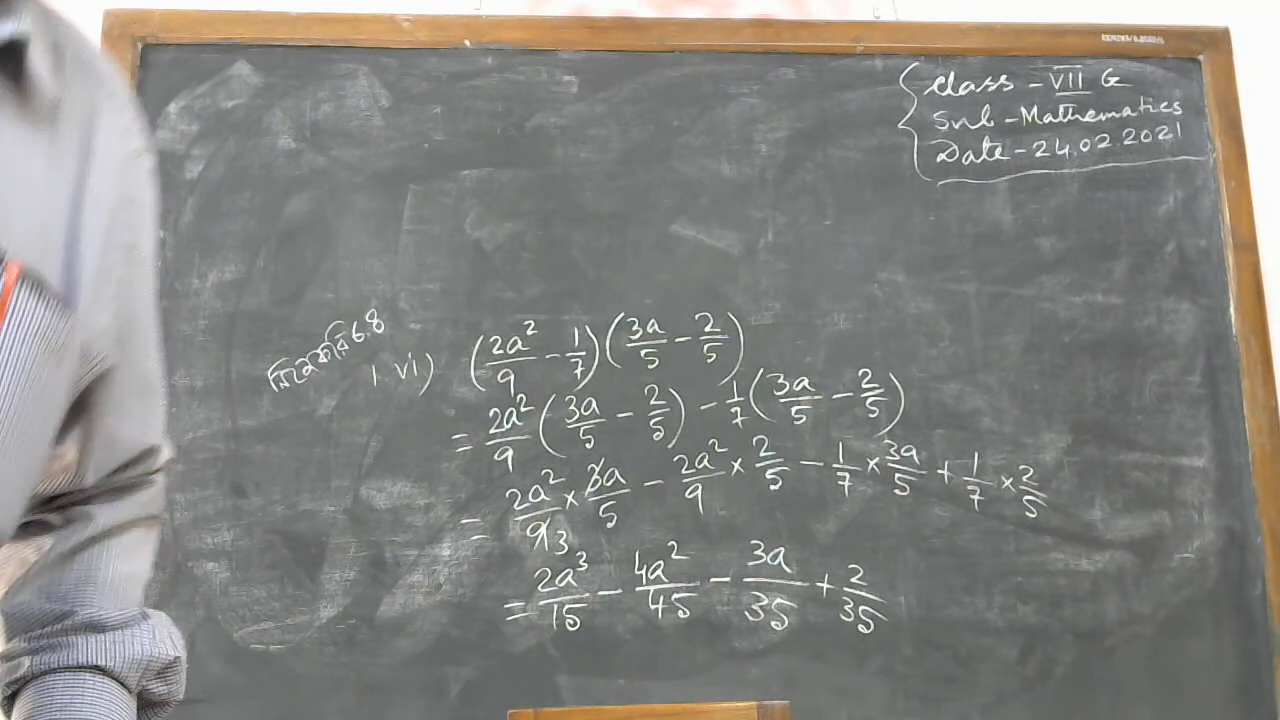 Class - VII G
Sub - Mathematics
Date - 24.02.2021
6.8
1 vi) (2a²/9 - 1/7)(3a/5 - 2/5)
= 2a²/9 (3a/5 - 2/5) - 1/7 (3a/5 - 2/5)
= 2a²/9 3 × 3a/5 - 2a²/9 × 2/5 - 1/7 × 3a/5 + 1/7 × 2/5
= 2a³/15 - 4a²/45 - 3a/35 + 2/35